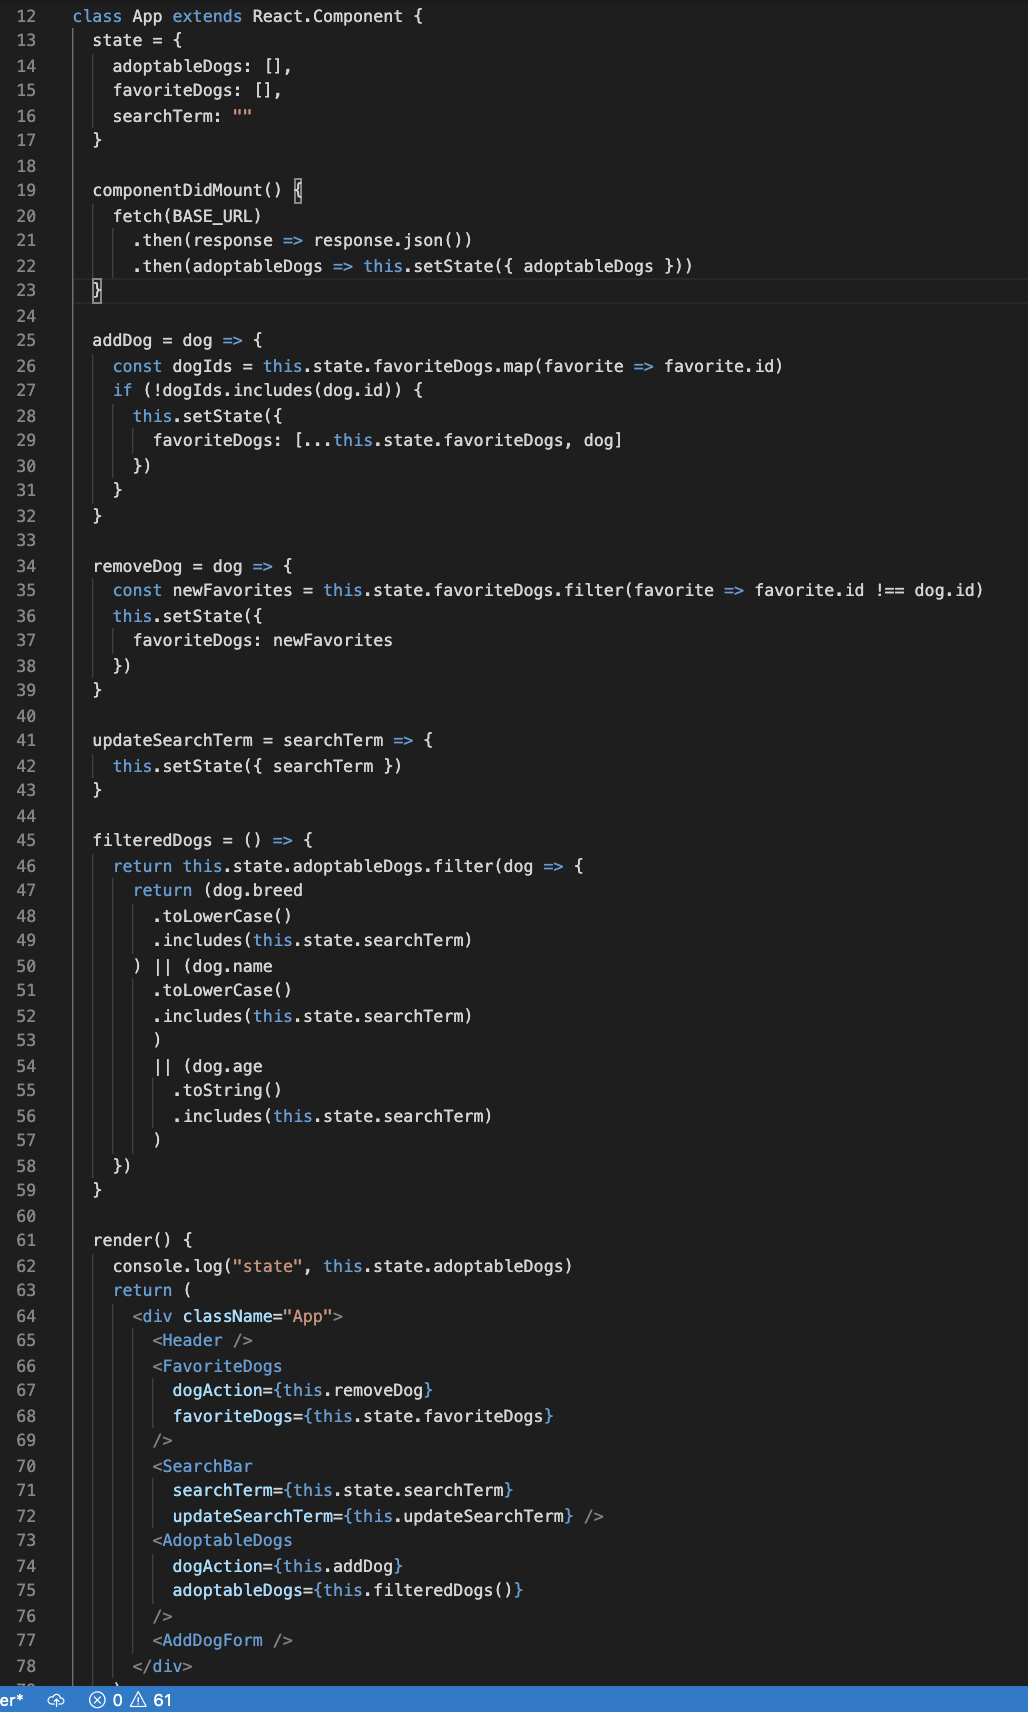 12 class App extends React.Component {
13   state = {
14     adoptableDogs: [],
15     favoriteDogs: [],
16     searchTerm: ""
17   }
18
19   componentDidMount() {
20     fetch(BASE_URL)
21       .then(response => response.json())
22       .then(adoptableDogs => this.setState({ adoptableDogs }))
23   }
24
25   addDog = dog => {
26     const dogIds = this.state.favoriteDogs.map(favorite => favorite.id)
27     if (!dogIds.includes(dog.id)) {
28       this.setState({
29         favoriteDogs: [...this.state.favoriteDogs, dog]
30       })
31     }
32   }
33
34   removeDog = dog => {
35     const newFavorites = this.state.favoriteDogs.filter(favorite => favorite.id !== dog.id)
36     this.setState({
37       favoriteDogs: newFavorites
38     })
39   }
40
41   updateSearchTerm = searchTerm => {
42     this.setState({ searchTerm })
43   }
44
45   filteredDogs = () => {
46     return this.state.adoptableDogs.filter(dog => {
47       return (dog.breed
48         .toLowerCase()
49         .includes(this.state.searchTerm)
50       ) || (dog.name
51         .toLowerCase()
52         .includes(this.state.searchTerm)
53         )
54         || (dog.age
55           .toString()
56           .includes(this.state.searchTerm)
57         )
58     })
59   }
60
61   render() {
62     console.log("state", this.state.adoptableDogs)
63     return (
64       <div className="App">
65         <Header />
66         <FavoriteDogs
67           dogAction={this.removeDog}
68           favoriteDogs={this.state.favoriteDogs}
69         />
70         <SearchBar
71           searchTerm={this.state.searchTerm}
72           updateSearchTerm={this.updateSearchTerm} />
73         <AdoptableDogs
74           dogAction={this.addDog}
75           adoptableDogs={this.filteredDogs()}
76         />
77         <AddDogForm />
78       </div>
er* 0 61